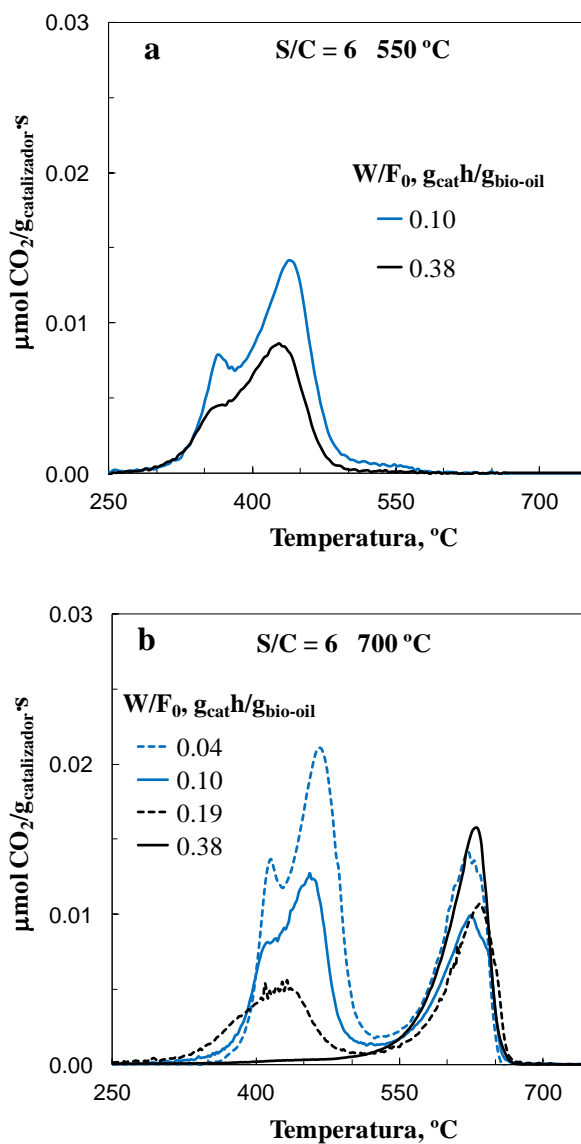 a S/C = 6 550 ºC
W/F0, gcath/gbio-oil
0.10
0.38
µmol CO2/gcatalizador·s
0.03
0.02
0.01
0.00
250 400 550 700
Temperatura, ºC
b S/C = 6 700 ºC
W/F0, gcath/gbio-oil
0.04
0.10
0.19
0.38
µmol CO2/gcatalizador·s
0.03
0.02
0.01
0.00
250 400 550 700
Temperatura, ºC